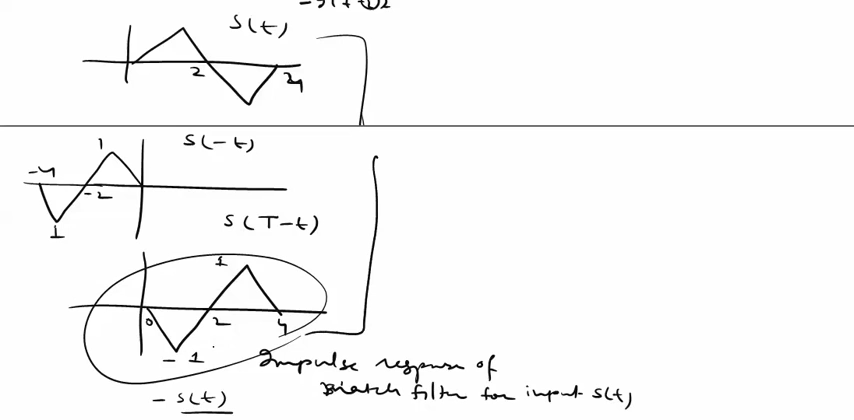 s(t)
2
4
s(-t)
1
-4
-2
1
s(T-t)
1
0
2
4
- 1
Impulse response of
Match filter for input s(t)
- s(t)